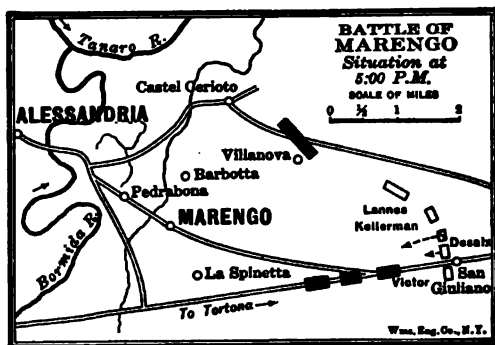 BATTLE OF
MARENGO
Situation at
5:00 P.M.
SCALE OF MILES
0 ½ 1 2
Tanaro R.
Castel Cerioto
ALESSANDRIA
Villanova
Barbotta
Pedrabona
Lannes
Kellerman
MARENGO
Desaix
Bormida R.
La Spinetta
San
Giuliano
Victor
To Tortona
Wms. Eng. Co., N.Y.